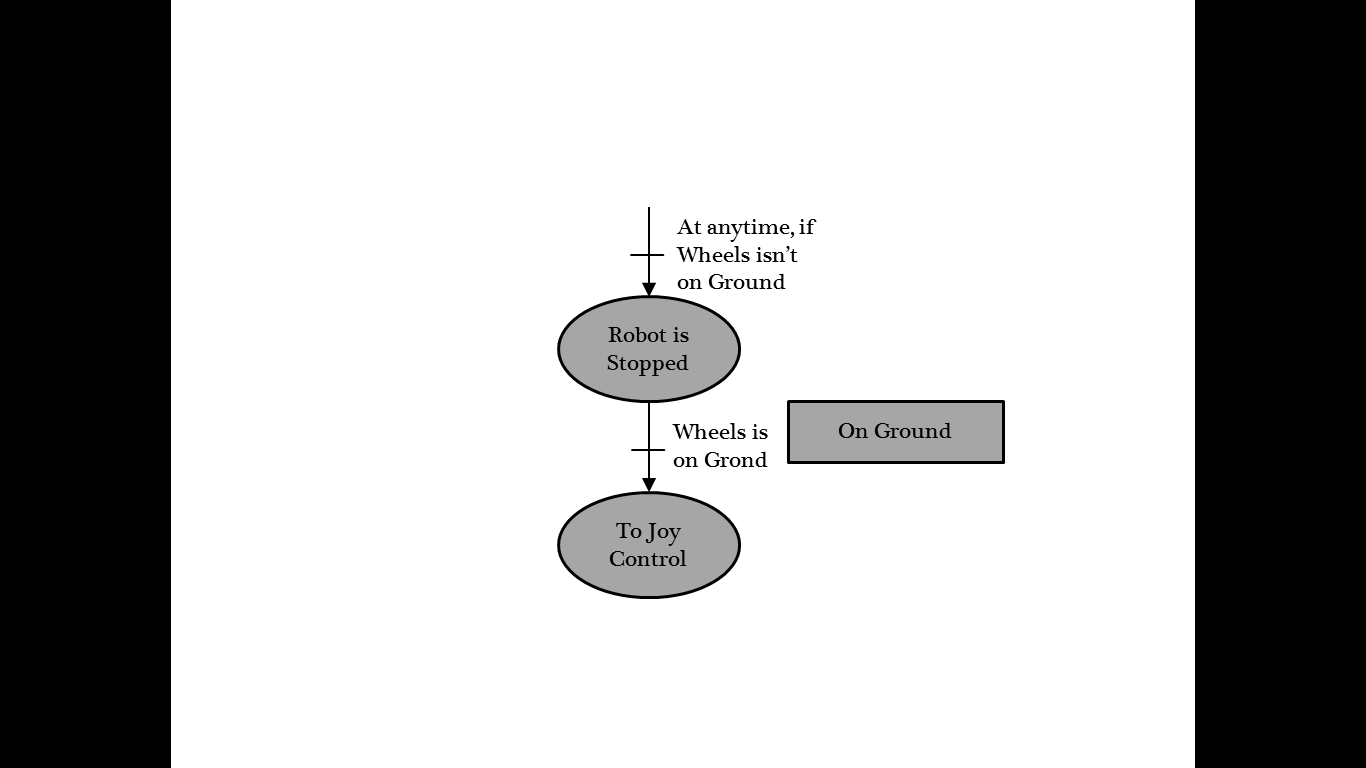 At anytime, if
Wheels isn’t
on Ground
Robot is
Stopped
Wheels is
on Grond
On Ground
To Joy
Control